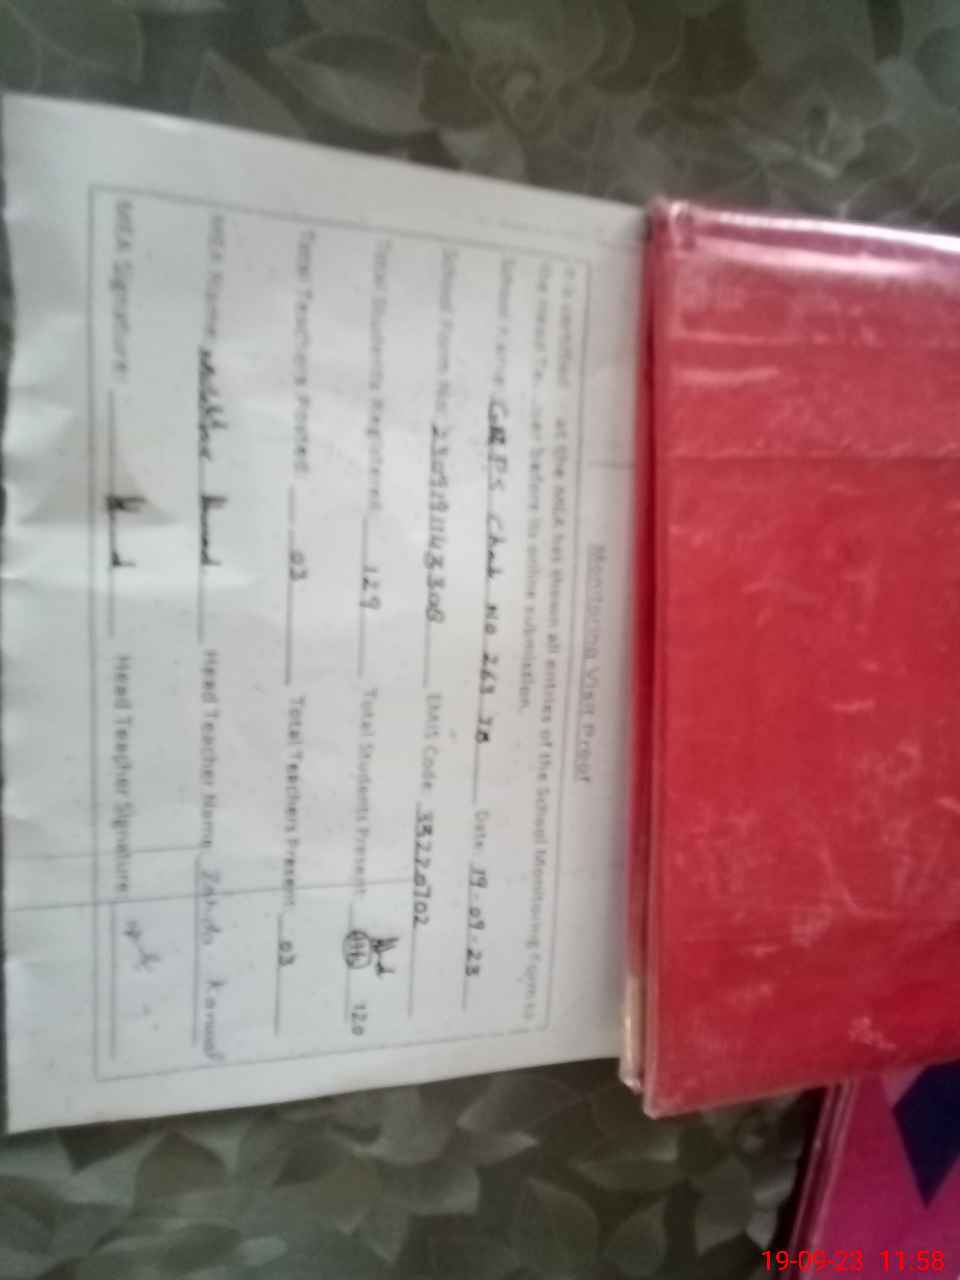 Monitoring Visit Proof
It is certified that the MEA has shown all entries of the School Monitoring Form to
the Head Teacher before its online submission.
School Name: GGPS Chak No 263 JB Date: 19-09-23
School Form No: EMIS Code: 33220702
Total Students Registered: 129 Total Students Present: 120
Total Teachers Posted: 03 Total Teachers Present: 03
MEA Name: Head Teacher Name: Kanwal
MEA Signature: Head Teacher Signature:
19-09-23 11:58